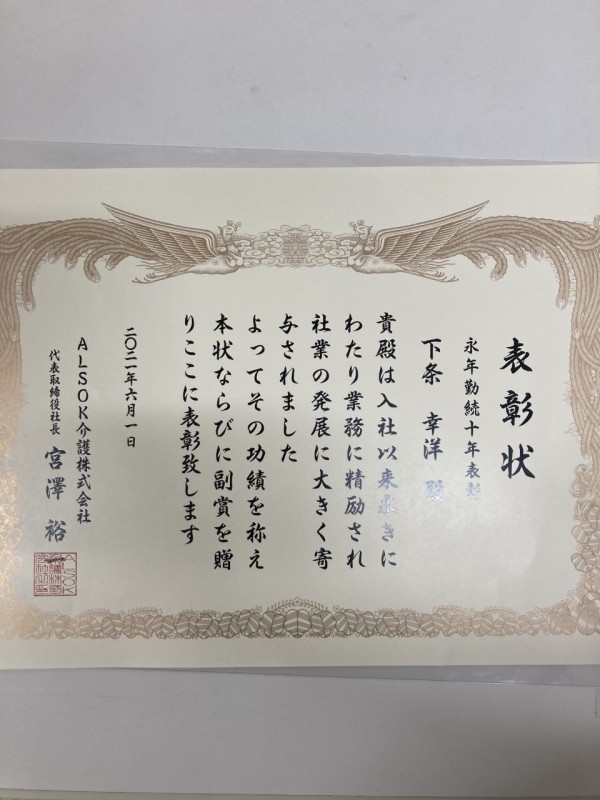 表彰状
永年勤続十年表彰
下条 幸洋 殿
貴殿は入社以来永きに
わたり業務に精励され
社業の発展に大きく寄
与されました
よってその功績を称え
本状ならびに副賞を贈
りここに表彰致します
二〇二一年六月一日
ALSOK介護株式会社
代表取締役社長 宮澤 裕一